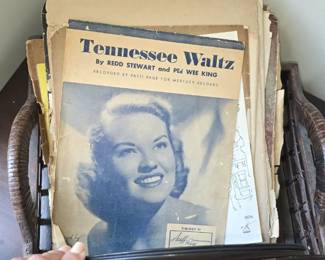 Tennessee Waltz
By REDD STEWART and PEE WEE KING
RECORDED BY PATTI PAGE FOR MERCURY RECORDS